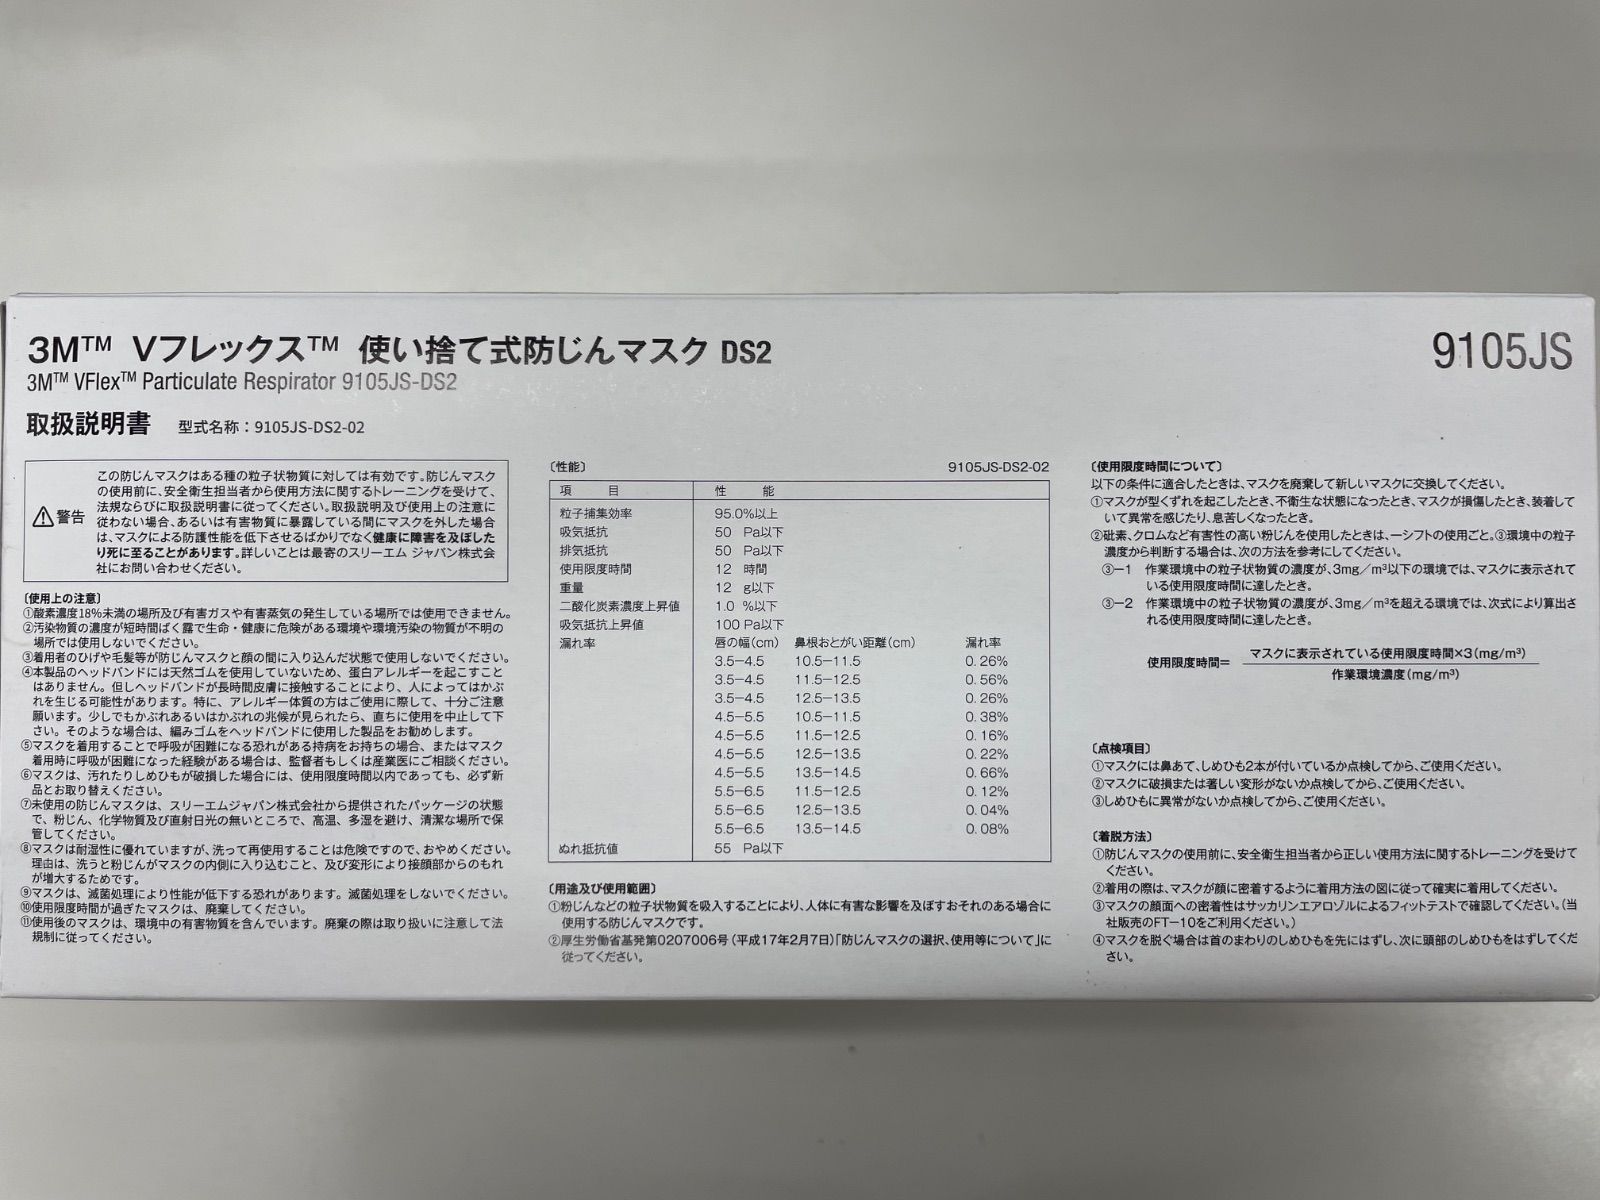 3M™ Vフレックス™ 使い捨て式防じんマスク DS2
9105JS
3M™ VFlex™ Particulate Respirator 9105JS-DS2
取扱説明書 型式名称：9105JS-DS2-02
警告
この防じんマスクはある種の粒子状物質に対しては有効です。防じんマスク
の使用前に、安全衛生担当者から使用方法に関するトレーニングを受けて、
法規ならびに取扱説明書に従ってください。取扱説明及び使用上の注意に
従わない場合、あるいは有害物質に暴露している間にマスクを外した場合
は、マスクによる防護性能を低下させるばかりでなく健康に障害を及ぼした
り死に至ることがあります。詳しいことは最寄のスリーエム ジャパン株式会
社にお問い合わせください。
〔使用上の注意〕
①酸素濃度18%未満の場所及び有害ガスや有害蒸気の発生している場所では使用できません。
②汚染物質の濃度が短時間ばく露で生命・健康に危険がある環境や環境汚染の物質が不明の
場所では使用しないでください。
③着用者のひげや毛髪等が防じんマスクと顔の間に入り込んだ状態で使用しないでください。
④本製品のヘッドバンドには天然ゴムを使用していないため、蛋白アレルギーを起こすこと
はありません。但しヘッドバンドが長時間皮膚に接触することにより、人によってはかぶ
れを生じる可能性があります。特に、アレルギー体質の方はご使用に際して、十分ご注意
願います。少しでもかぶれあるいはかぶれの兆候が見られたら、直ちに使用を中止して下
さい。そのような場合は、編みゴムをヘッドバンドに使用した製品をお勧めします。
⑤マスクを着用することで呼吸が困難になる恐れがある持病をお持ちの場合、またはマスク
着用時に呼吸が困難になった経験がある場合は、監督者もしくは産業医にご相談ください。
⑥マスクは、汚れたりしめひもが破損した場合には、使用限度時間以内であっても、必ず新
品とお取り替えください。
⑦未使用の防じんマスクは、スリーエムジャパン株式会社から提供されたパッケージの状態
で、粉じん、化学物質及び直射日光の無いところで、高温、多湿を避け、清潔な場所で保
管してください。
⑧マスクは耐湿性に優れていますが、洗って再使用することは危険ですので、おやめください。
理由は、洗うと粉じんがマスクの内側に入り込むこと、及び変形により接顔部からのもれ
が増大するためです。
⑨マスクは、滅菌処理により性能が低下する恐れがあります。滅菌処理をしないでください。
⑩使用限度時間が過ぎたマスクは、廃棄してください。
⑪使用後のマスクは、環境中の有害物質を含んでいます。廃棄の際は取り扱いに注意して法
規制に従ってください。
〔性能〕 9105JS-DS2-02
項 目 性 能
粒子捕集効率 95.0%以上
吸気抵抗 50 Pa以下
排気抵抗 50 Pa以下
使用限度時間 12 時間
重量 12 g以下
二酸化炭素濃度上昇値 1.0 %以下
吸気抵抗上昇値 100 Pa以下
漏れ率 唇の幅(cm) 鼻根おとがい距離(cm) 漏れ率
3.5−4.5 10.5−11.5 0.26%
3.5−4.5 11.5−12.5 0.56%
3.5−4.5 12.5−13.5 0.26%
4.5−5.5 10.5−11.5 0.38%
4.5−5.5 11.5−12.5 0.16%
4.5−5.5 12.5−13.5 0.22%
4.5−5.5 13.5−14.5 0.66%
5.5−6.5 11.5−12.5 0.12%
5.5−6.5 12.5−13.5 0.04%
5.5−6.5 13.5−14.5 0.08%
ぬれ抵抗値 55 Pa以下
〔用途及び使用範囲〕
①粉じんなどの粒子状物質を吸入することにより、人体に有害な影響を及ぼすおそれのある場合に
使用する防じんマスクです。
②厚生労働省基発第0207006号(平成17年2月7日)「防じんマスクの選択、使用等について」に
従ってください。
〔使用限度時間について〕
以下の条件に適合したときは、マスクを廃棄して新しいマスクに交換してください。
①マスクが型くずれを起こしたとき、不衛生な状態になったとき、マスクが損傷したとき、装着して
いて異常を感じたり、息苦しくなったとき。
②砒素、クロムなど有害性の高い粉じんを使用したときは、一シフトの使用ごと。③環境中の粒子
濃度から判断する場合は、次の方法を参考にしてください。
③−1 作業環境中の粒子状物質の濃度が、3mg／m³以下の環境では、マスクに表示されて
いる使用限度時間に達したとき。
③−2 作業環境中の粒子状物質の濃度が、3mg／m³を超える環境では、次式により算出さ
れる使用限度時間に達したとき。
使用限度時間＝ マスクに表示されている使用限度時間×3(mg/m³)
作業環境濃度(mg/m³)
〔点検項目〕
①マスクには鼻あて、しめひも2本が付いているか点検してから、ご使用ください。
②マスクに破損または著しい変形がないか点検してから、ご使用ください。
③しめひもに異常がないか点検してから、ご使用ください。
〔着脱方法〕
①防じんマスクの使用前に、安全衛生担当者から正しい使用方法に関するトレーニングを受けて
ください。
②着用の際は、マスクが顔に密着するように着用方法の図に従って確実に着用してください。
③マスクの顔面への密着性はサッカリンエアロゾルによるフィットテストで確認してください。(当
社販売のFT−10をご利用ください。)
④マスクを脱ぐ場合は首のまわりのしめひもを先にはずし、次に頭部のしめひもをはずしてくだ
さい。